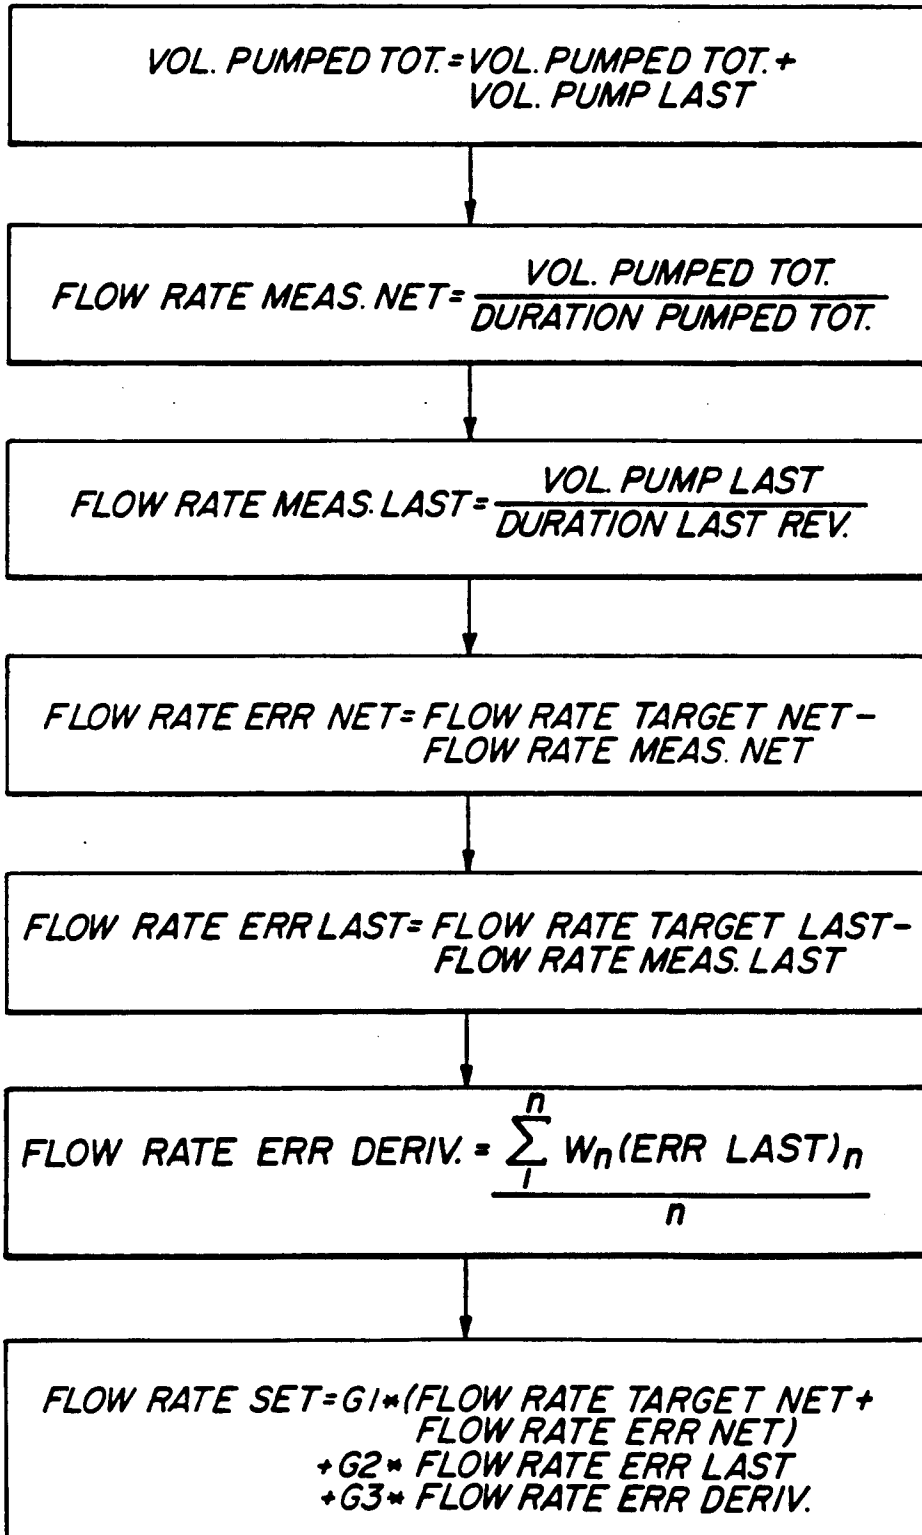 VOL. PUMPED TOT. = VOL. PUMPED TOT. +
VOL. PUMP LAST
FLOW RATE MEAS. NET = VOL. PUMPED TOT.
DURATION PUMPED TOT.
FLOW RATE MEAS. LAST = VOL. PUMP LAST
DURATION LAST REV.
FLOW RATE ERR NET = FLOW RATE TARGET NET -
FLOW RATE MEAS. NET
FLOW RATE ERR LAST = FLOW RATE TARGET LAST -
FLOW RATE MEAS. LAST
n
FLOW RATE ERR DERIV. = ∑ Wn (ERR LAST)n
1
n
FLOW RATE SET = G1 * (FLOW RATE TARGET NET +
FLOW RATE ERR NET)
+G2 * FLOW RATE ERR LAST
+G3 * FLOW RATE ERR DERIV.